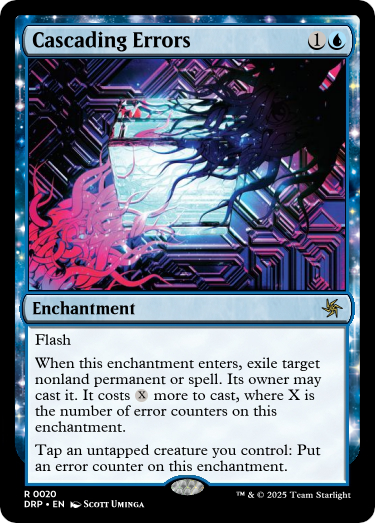 Cascading Errors 1
Enchantment
Flash
When this enchantment enters, exile target
nonland permanent or spell. Its owner may
cast it. It costs X more to cast, where X is
the number of error counters on this
enchantment.
Tap an untapped creature you control: Put
an error counter on this enchantment.
R 0020
DRP • EN Scott Uminga
™ & © 2025 Team Starlight